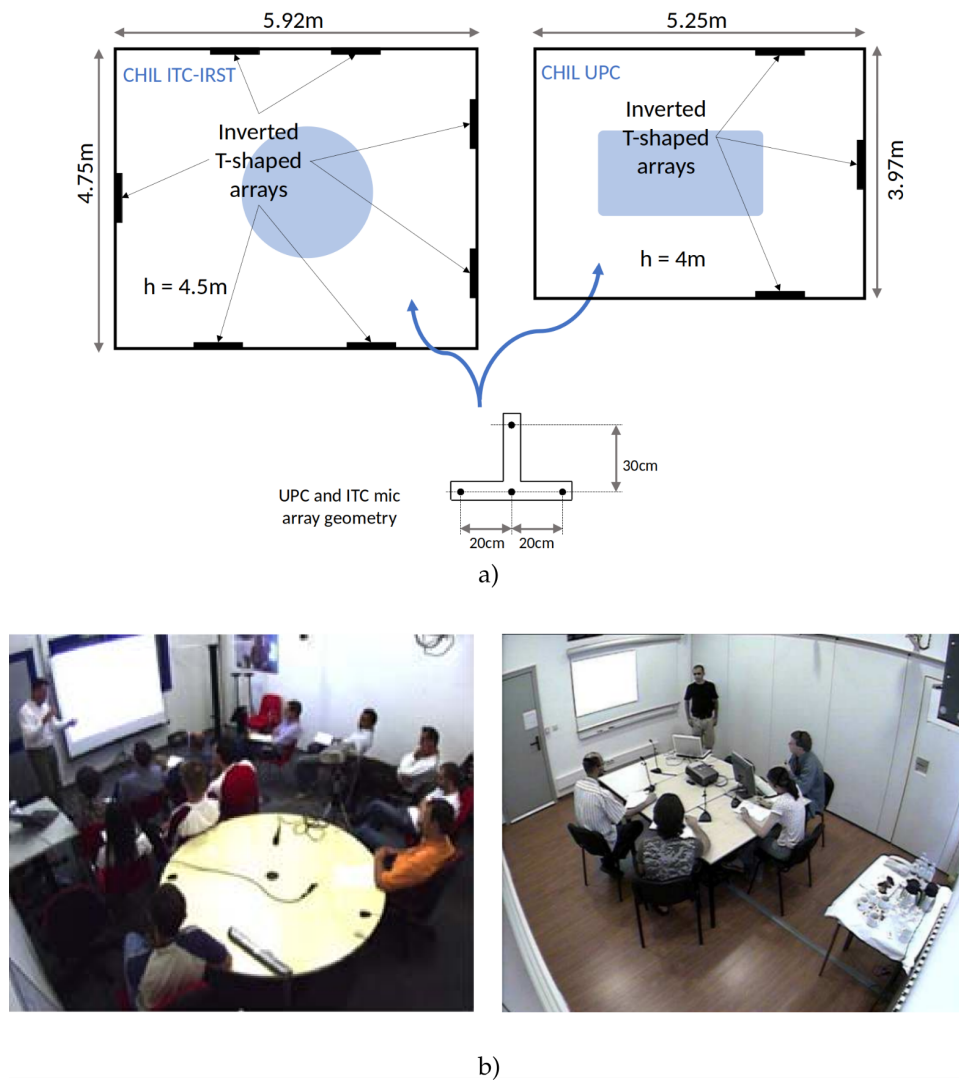 5.92m
5.25m
CHIL ITC-IRST
CHIL UPC
4.75m
Inverted
T-shaped
arrays
Inverted
T-shaped
arrays
3.97m
h = 4.5m
h = 4m
UPC and ITC mic
array geometry
30cm
20cm 20cm
a)
b)